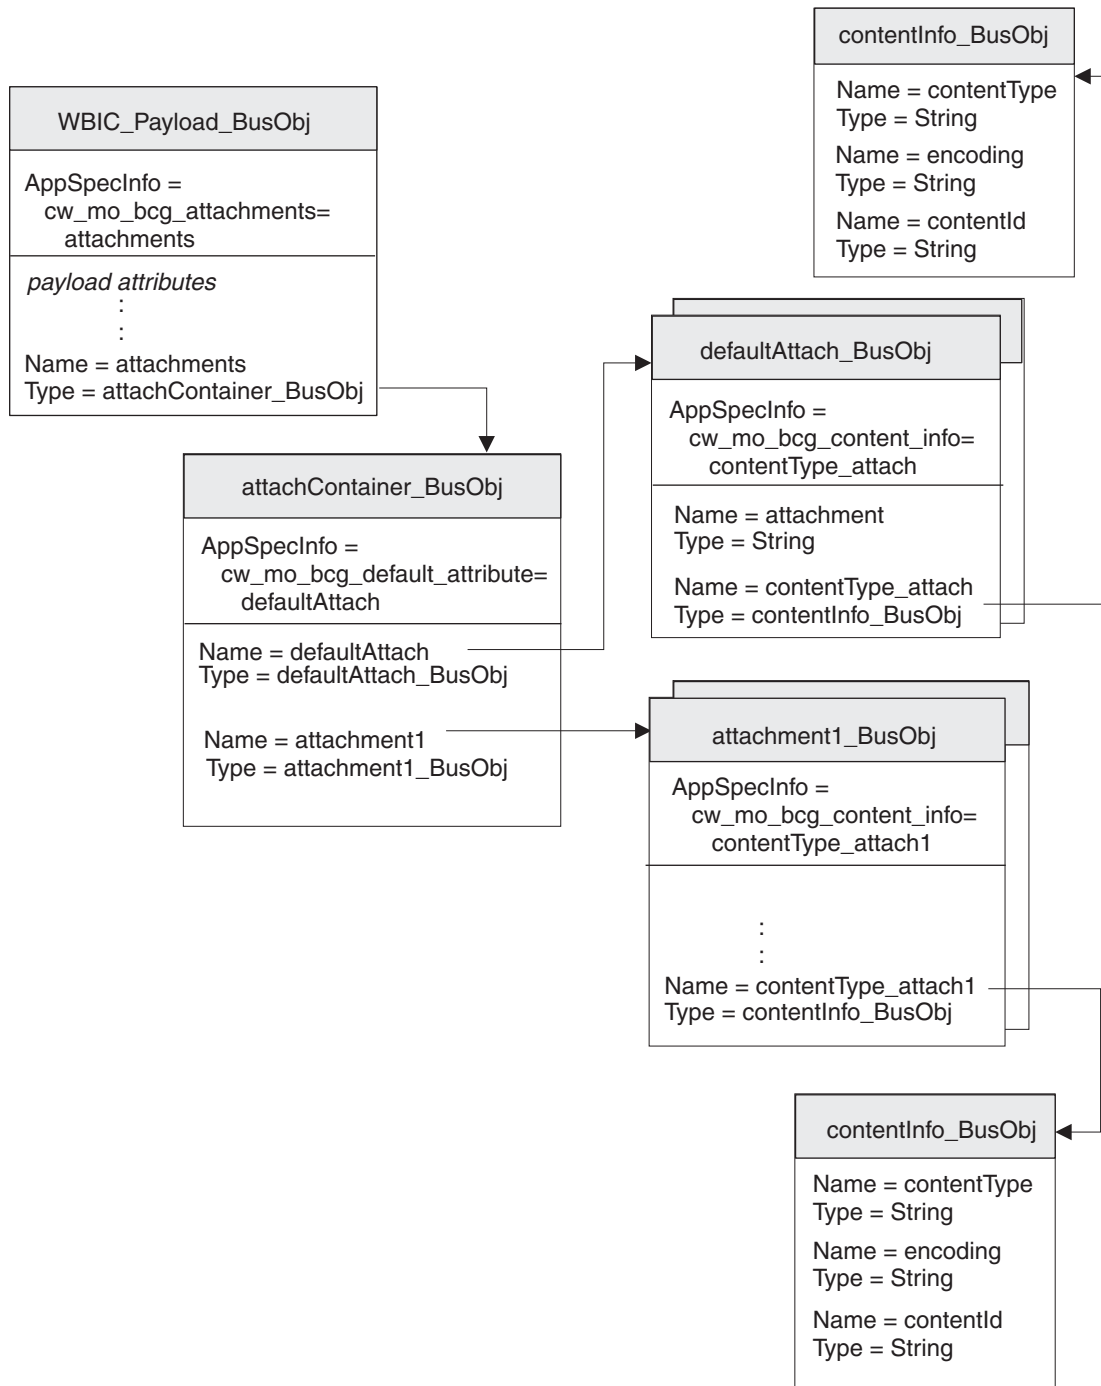 contentInfo_BusObj
Name = contentType
Type = String
Name = encoding
Type = String
Name = contentId
Type = String
WBIC_Payload_BusObj
AppSpecInfo =
cw_mo_bcg_attachments=
attachments
payload attributes
:
:
Name = attachments
Type = attachContainer_BusObj
attachContainer_BusObj
AppSpecInfo =
cw_mo_bcg_default_attribute=
defaultAttach
Name = defaultAttach
Type = defaultAttach_BusObj
Name = attachment1
Type = attachment1_BusObj
defaultAttach_BusObj
AppSpecInfo =
cw_mo_bcg_content_info=
contentType_attach
Name = attachment
Type = String
Name = contentType_attach
Type = contentInfo_BusObj
attachment1_BusObj
AppSpecInfo =
cw_mo_bcg_content_info=
contentType_attach1
:
:
Name = contentType_attach1
Type = contentInfo_BusObj
contentInfo_BusObj
Name = contentType
Type = String
Name = encoding
Type = String
Name = contentId
Type = String